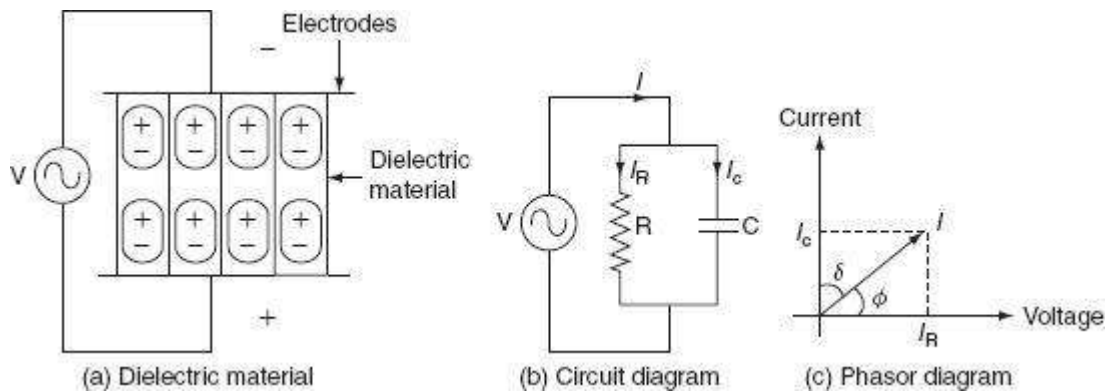 Electrodes
−
+ + + +
− − − −
V
Dielectric
material
+ + + +
− − − −
+
(a) Dielectric material
I
I_R
I_c
V
R
C
(b) Circuit diagram
Current
I_c
I
δ
ϕ
Voltage
I_R
(c) Phasor diagram